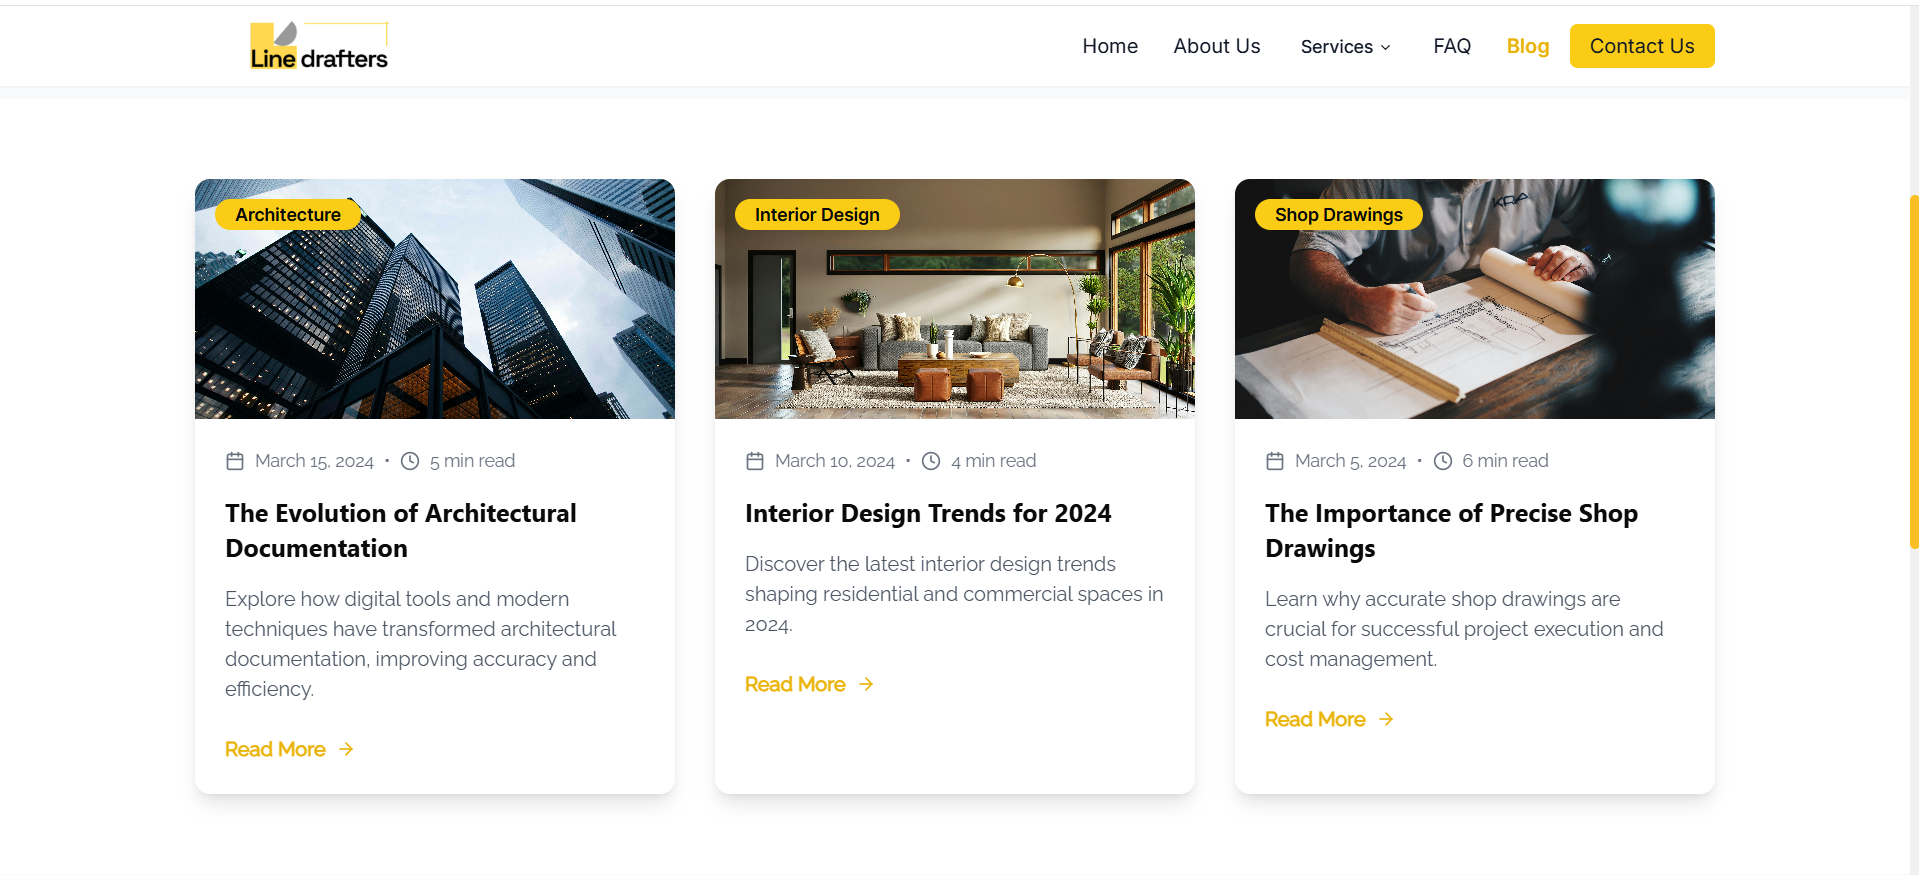 Line drafters
Home
About Us
Services
FAQ
Blog
Contact Us
Architecture
March 15, 2024 • 5 min read
The Evolution of Architectural
Documentation
Explore how digital tools and modern
techniques have transformed architectural
documentation, improving accuracy and
efficiency.
Read More
Interior Design
March 10, 2024 • 4 min read
Interior Design Trends for 2024
Discover the latest interior design trends
shaping residential and commercial spaces in
2024.
Read More
Shop Drawings
KRA
March 5, 2024 • 6 min read
The Importance of Precise Shop
Drawings
Learn why accurate shop drawings are
crucial for successful project execution and
cost management.
Read More